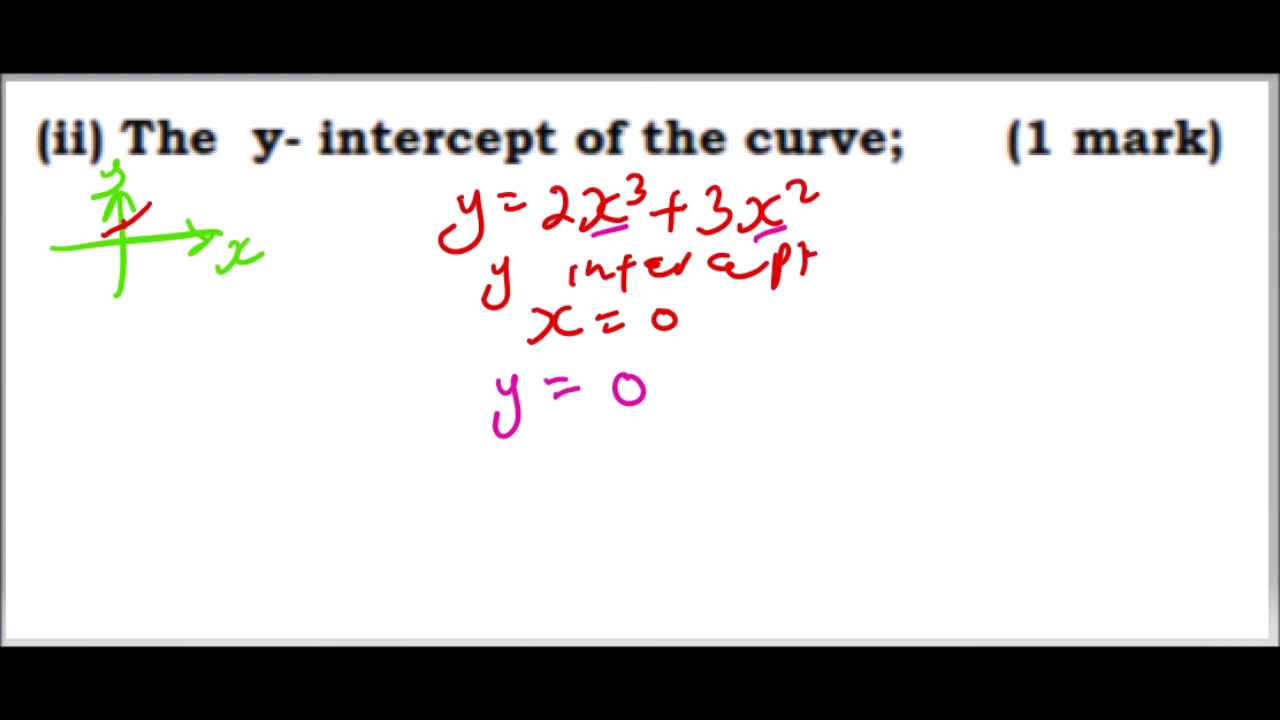 (ii) The y- intercept of the curve; (1 mark)
y
x
y = 2x³ + 3x²
y intercept
x = 0
y = 0